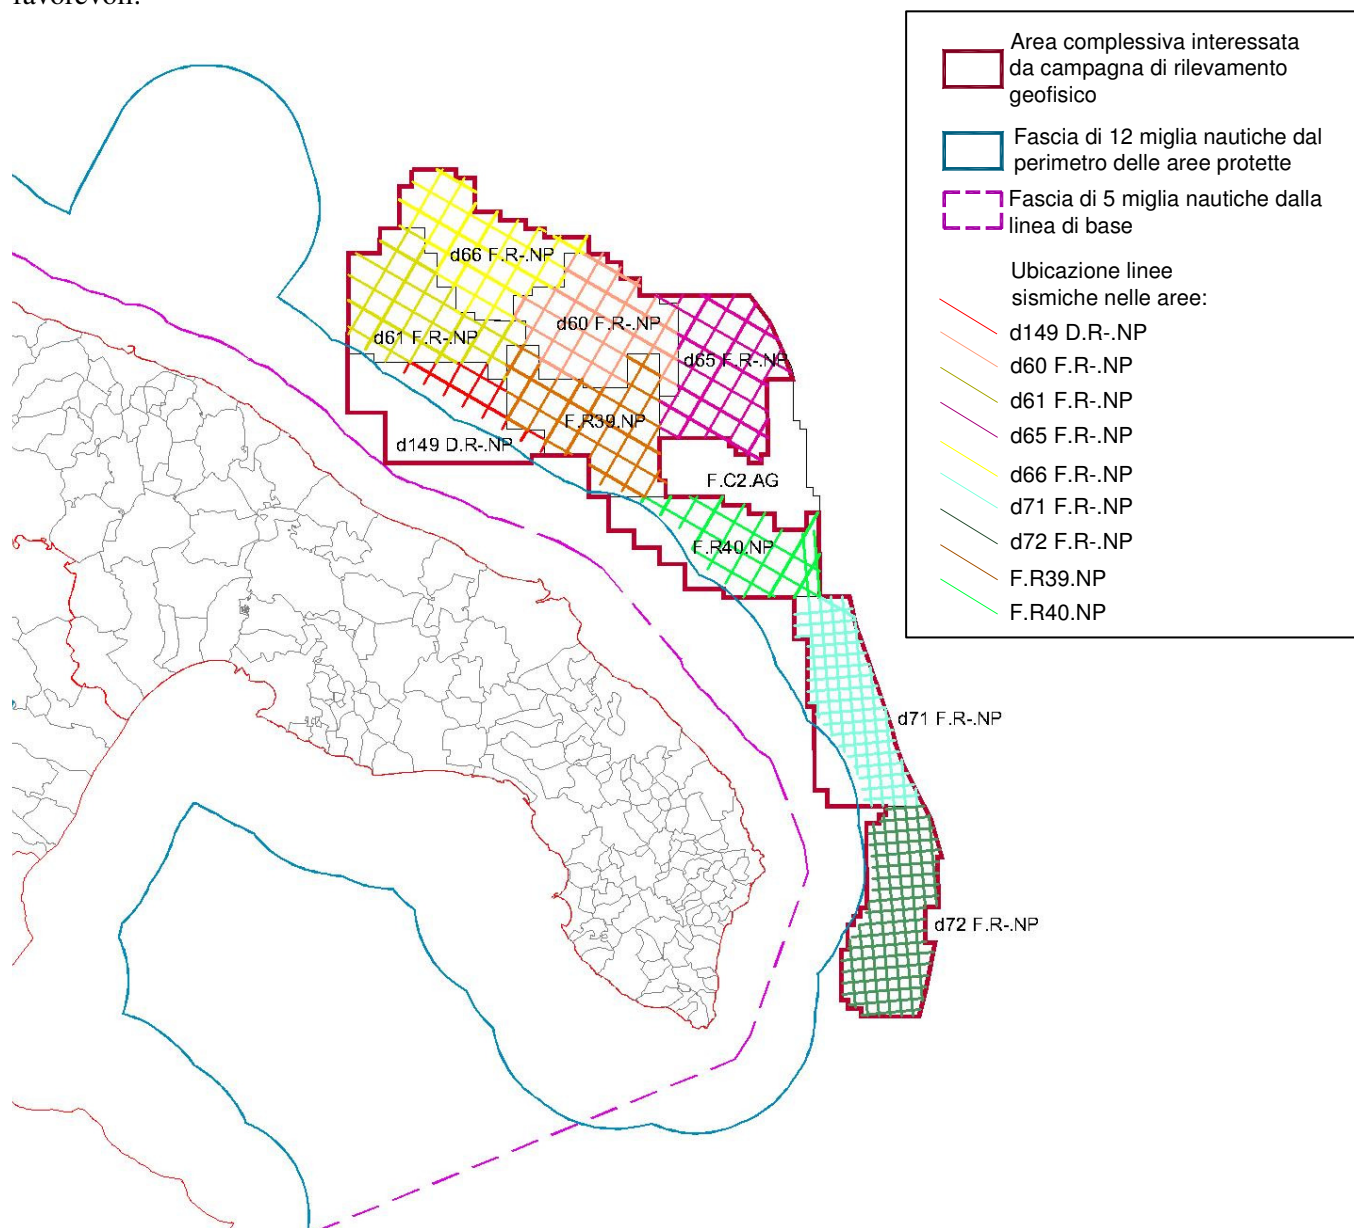 favorevoli.
Area complessiva interessata
da campagna di rilevamento
geofisico
Fascia di 12 miglia nautiche dal
perimetro delle aree protette
Fascia di 5 miglia nautiche dalla
linea di base
Ubicazione linee
sismiche nelle aree:
d149 D.R-.NP
d60 F.R-.NP
d61 F.R-.NP
d65 F.R-.NP
d66 F.R-.NP
d71 F.R-.NP
d72 F.R-.NP
F.R39.NP
F.R40.NP
d66 F.R-.NP
d60 F.R-.NP
d61 F.R-.NP
d65 F.R-.NP
F.R39.NP
d149 D.R-.NP
F.C2.AG
F.R40.NP
d71 F.R-.NP
d72 F.R-.NP